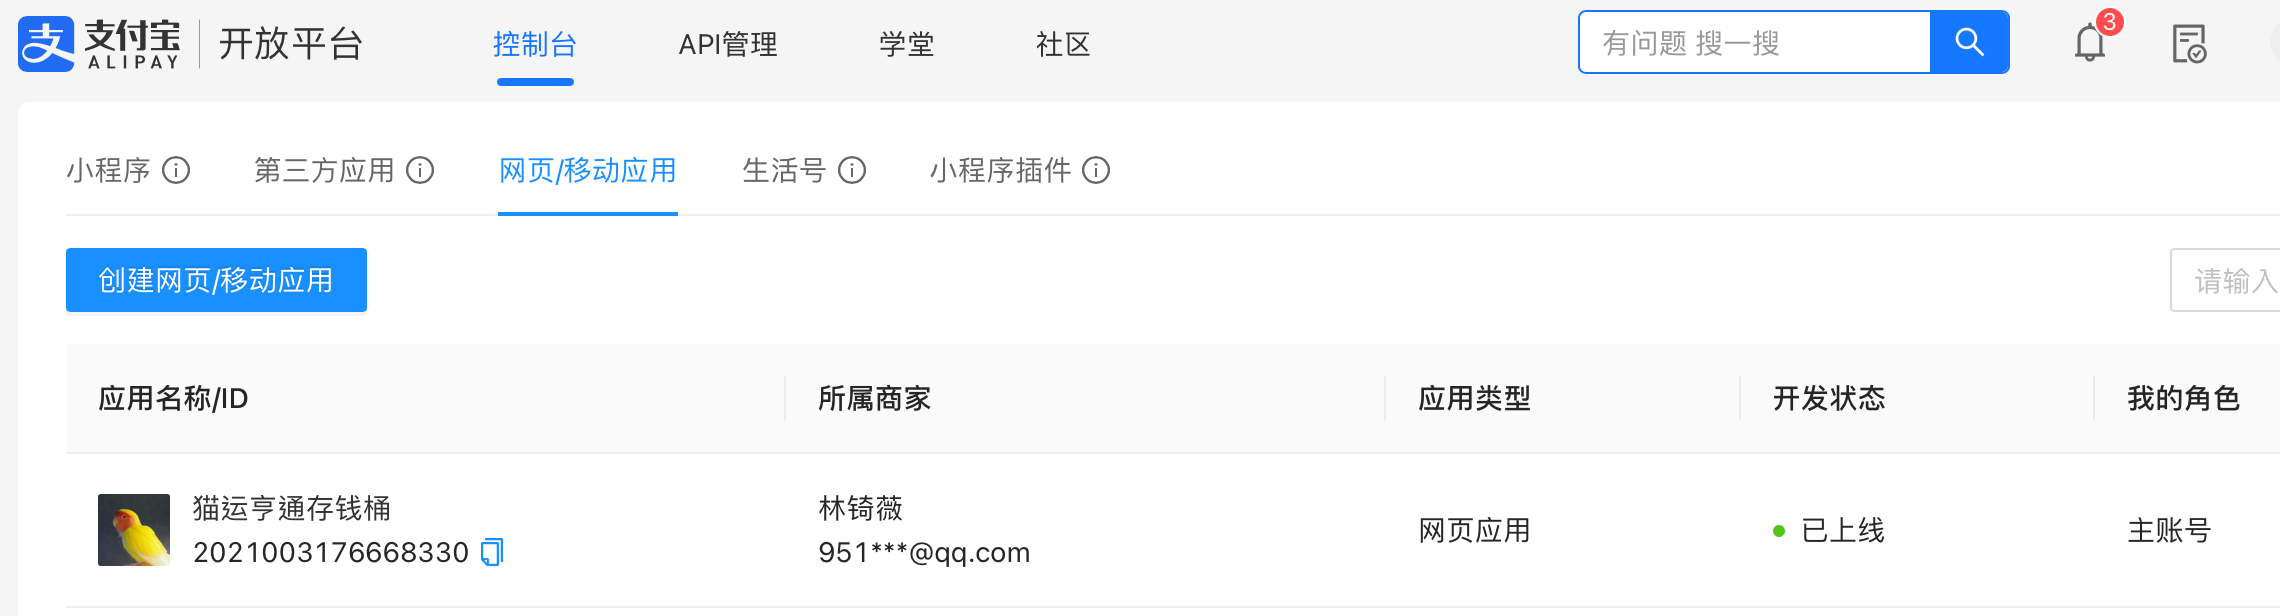 支付宝 ALIPAY 开放平台 控制台 API管理 学堂 社区 有问题 搜一搜 3
小程序 第三方应用 网页/移动应用 生活号 小程序插件
创建网页/移动应用 请输入
应用名称/ID 所属商家 应用类型 开发状态 我的角色
猫运亨通存钱桶 林锜薇
网页应用 已上线 主账号
2021003176668330 951***@qq.com